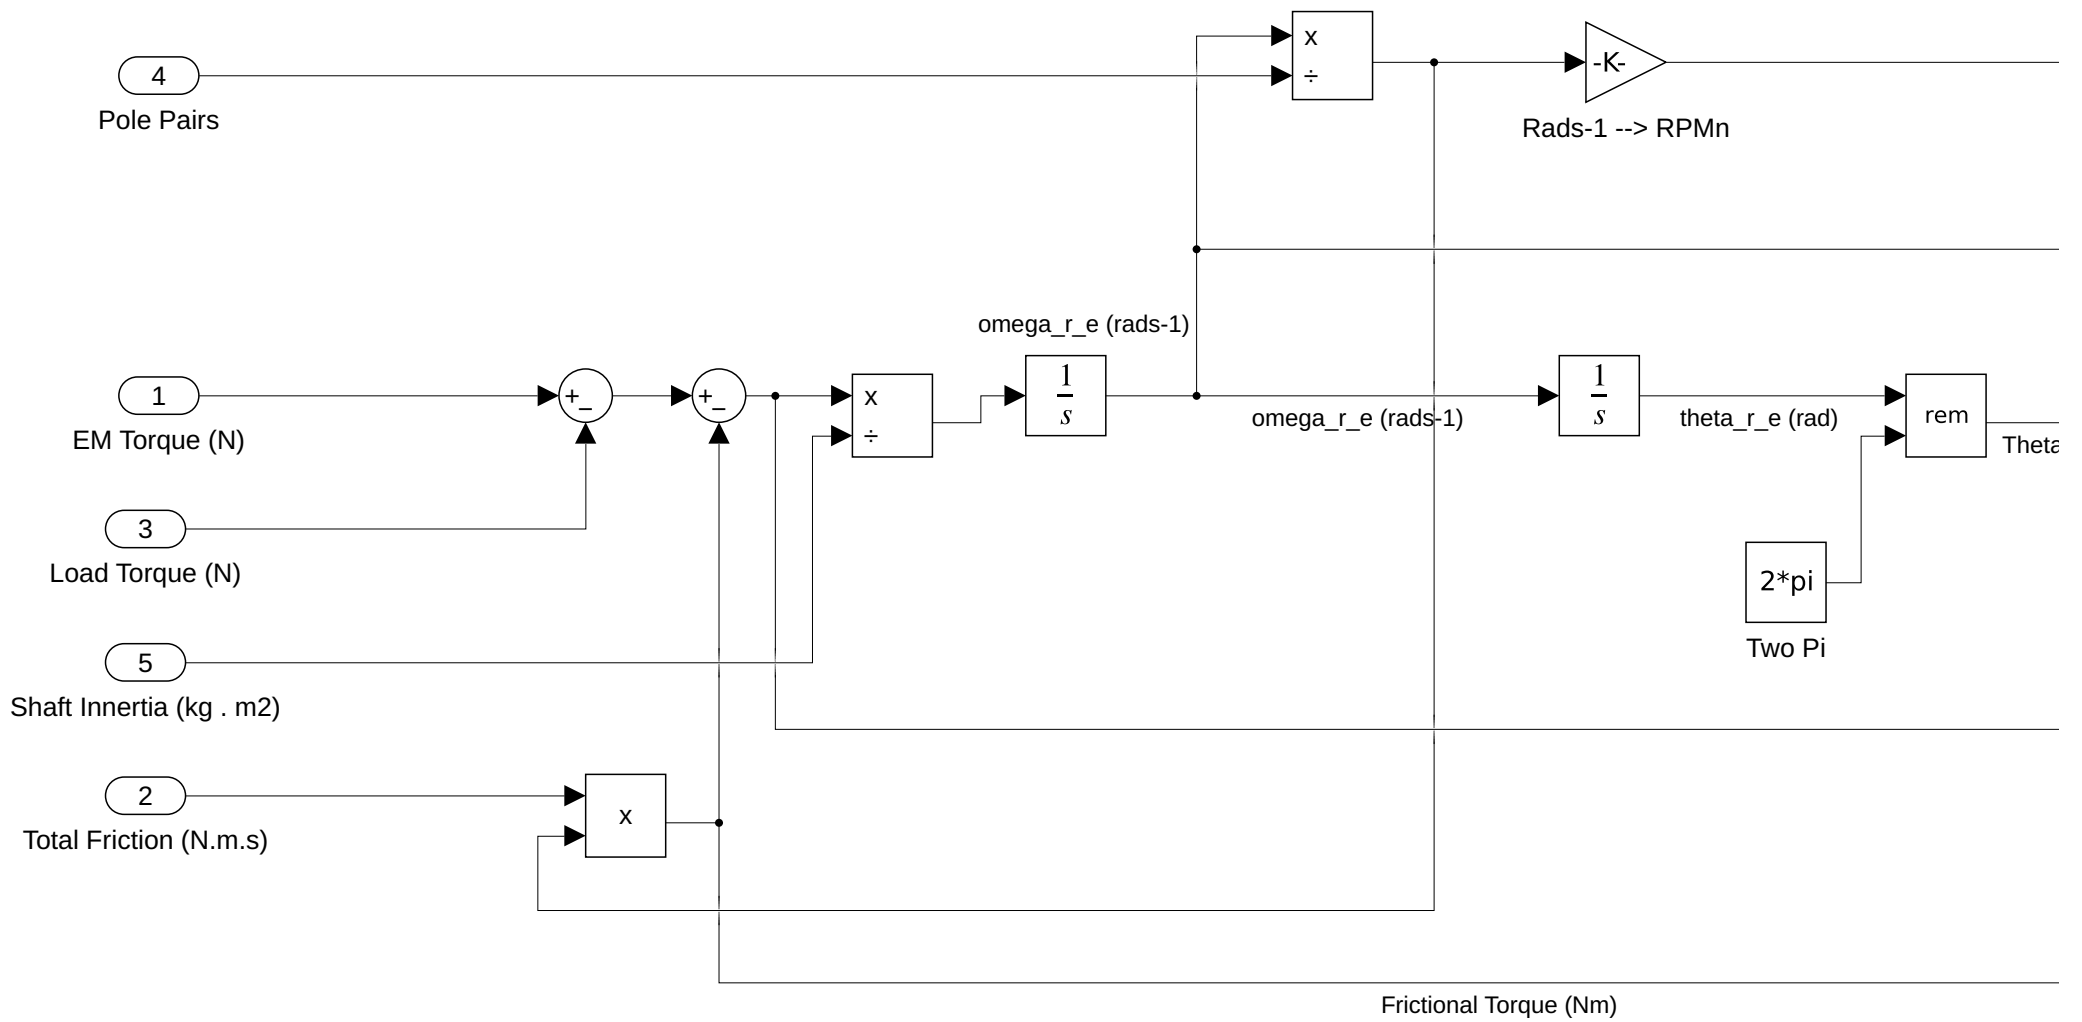 x
÷
-K-
Rads-1 --> RPMn
4
Pole Pairs
omega_r_e (rads-1)
1
EM Torque (N)
+
_
+
_
x
÷
1
s
omega_r_e (rads-1)
1
s
theta_r_e (rad)
rem
Theta
3
Load Torque (N)
2*pi
Two Pi
5
Shaft Innertia (kg . m2)
2
Total Friction (N.m.s)
x
Frictional Torque (Nm)